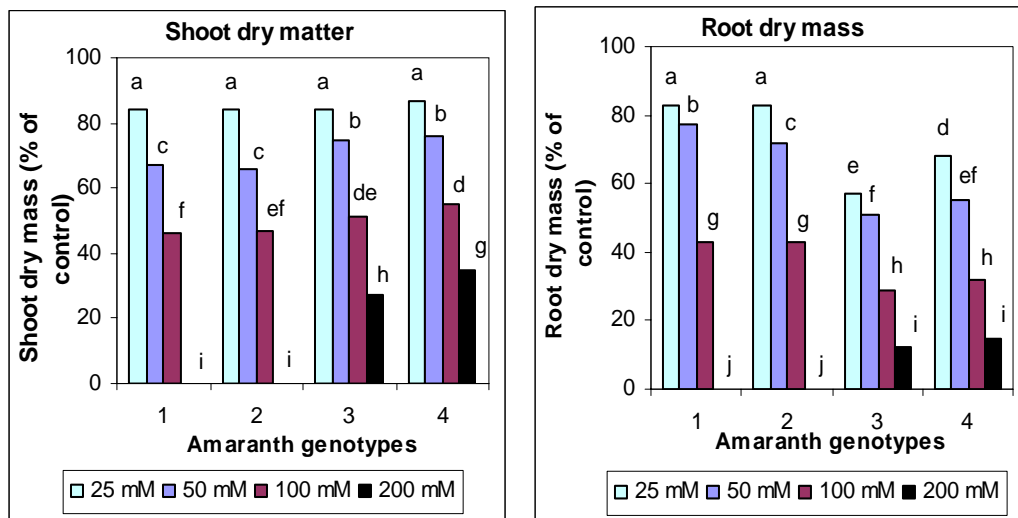 Shoot dry matter
Shoot dry mass (% of
control)
100
80
60
40
20
0
a
c
f
i
a
c
ef
i
a
b
de
h
a
b
d
g
1 2 3 4
Amaranth genotypes
25 mM 50 mM 100 mM 200 mM
Root dry mass
Root dry mass (% of
control)
100
80
60
40
20
0
a
b
g
j
a
c
g
j
e
f
h
i
d
ef
h
i
1 2 3 4
Amaranth genotypes
25 mM 50 mM 100 mM 200 mM